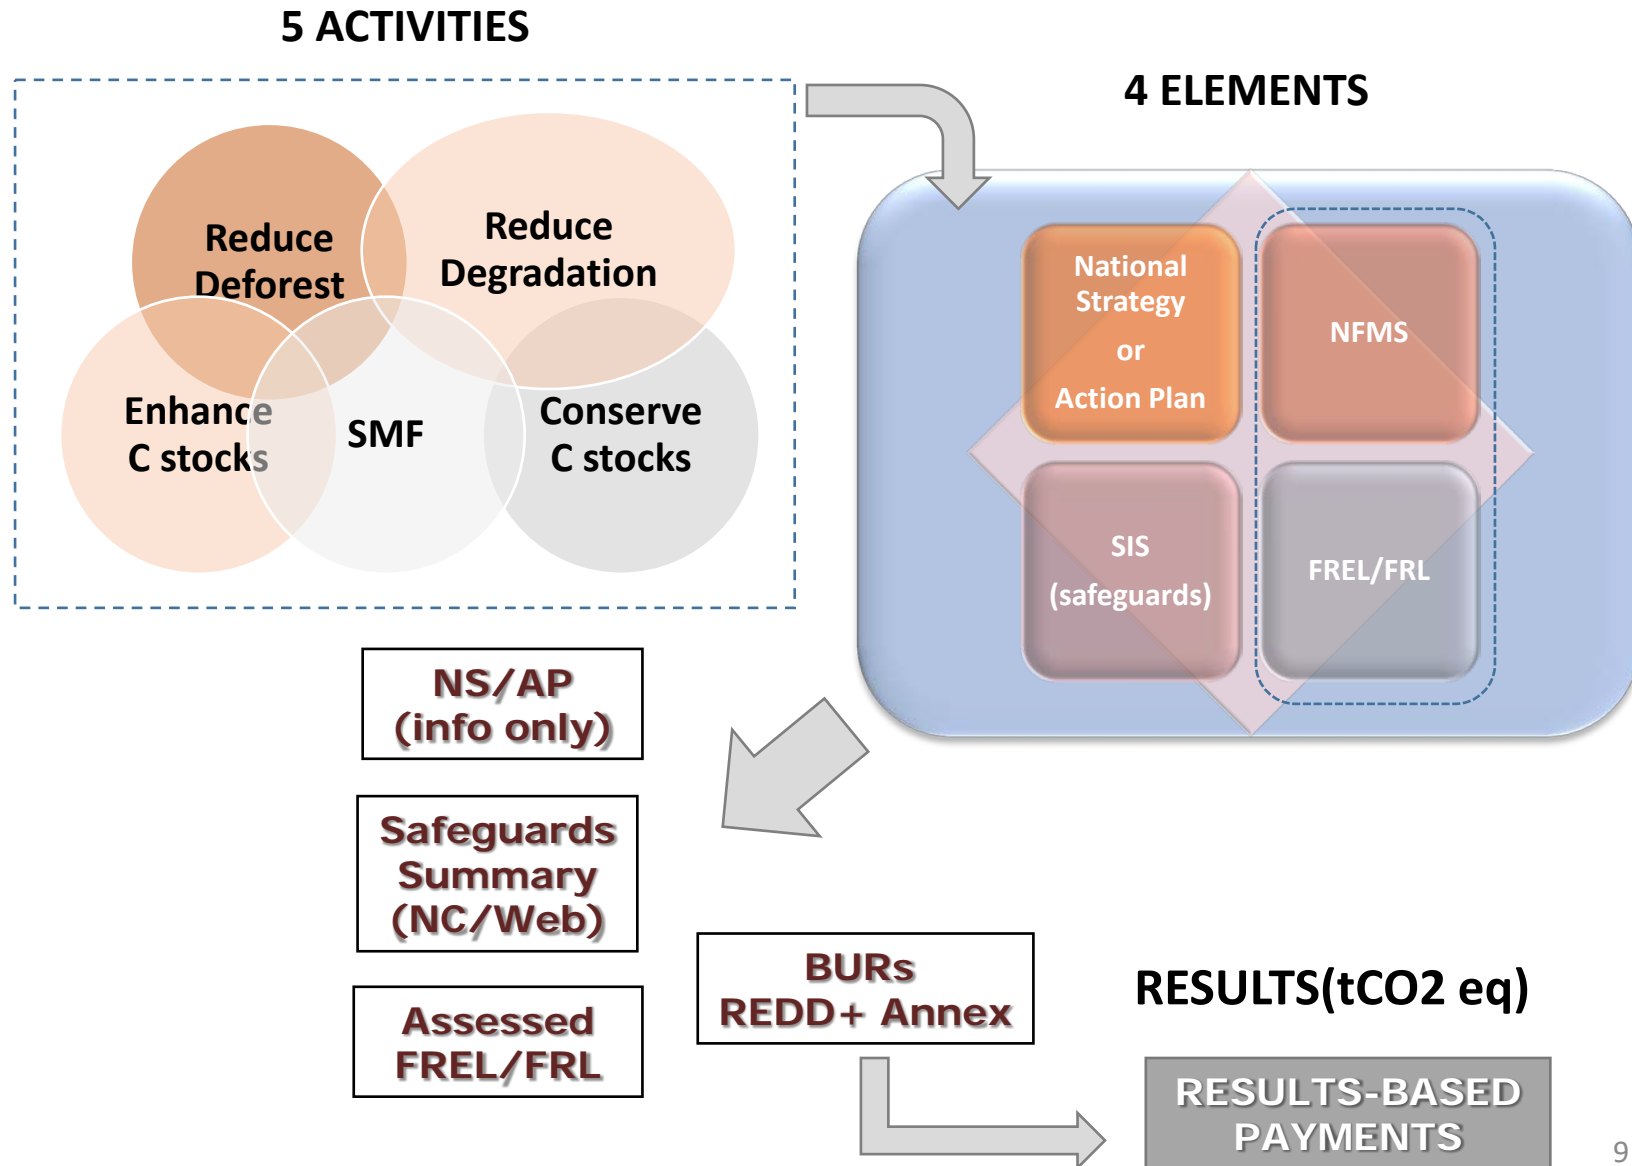 5 ACTIVITIES
Reduce
Deforest
Reduce
Degradation
Enhance
C stocks
SMF
Conserve
C stocks
4 ELEMENTS
National
Strategy
or
Action Plan
NFMS
SIS
(safeguards)
FREL/FRL
NS/AP
(info only)
Safeguards
Summary
(NC/Web)
Assessed
FREL/FRL
BURs
REDD+ Annex
RESULTS(tCO2 eq)
RESULTS-BASED
PAYMENTS
9